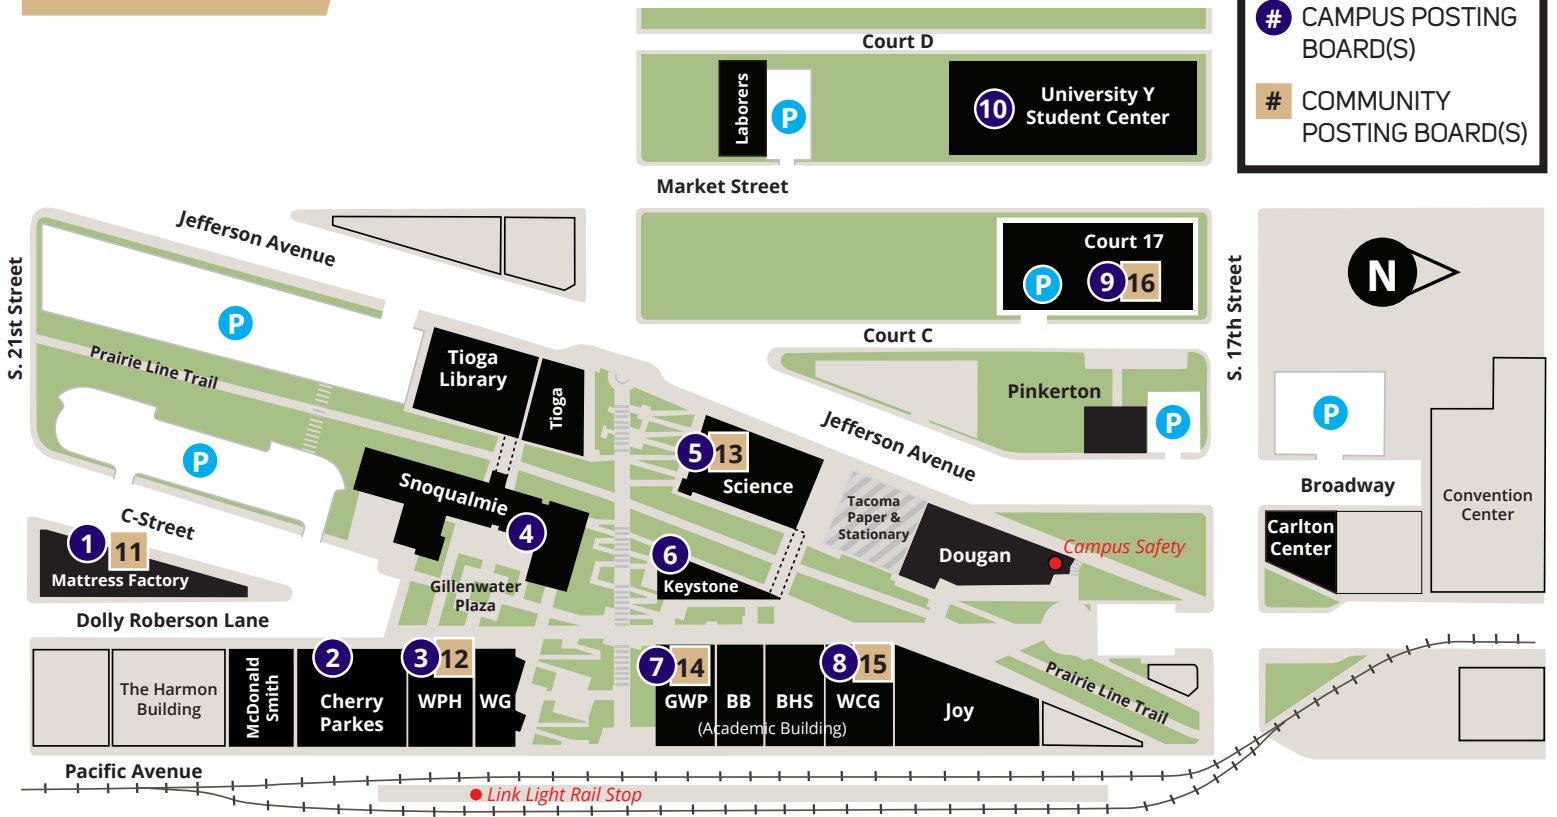 # CAMPUS POSTING
BOARD(S)
# COMMUNITY
POSTING BOARD(S)
Court D
Laborers
P
10
University Y
Student Center
Market Street
Jefferson Avenue
S. 21st Street
P
Prairie Line Trail
P
C-Street
Court 17
P
9
16
Court C
S. 17th Street
N
Tioga
Library
Tioga
Pinkerton
P
P
Jefferson Avenue
5
13
Science
Snoqualmie
4
Tacoma
Paper &
Stationary
Dougan
Campus Safety
Broadway
Convention
Center
Carlton
Center
1
11
Mattress Factory
6
Keystone
Gillenwater
Plaza
Dolly Roberson Lane
The Harmon
Building
McDonald
Smith
2
Cherry
Parkes
3
12
WPH
WG
7
14
GWP
BB
BHS
8
15
WCG
(Academic Building)
Joy
Prairie Line Trail
Pacific Avenue
Link Light Rail Stop